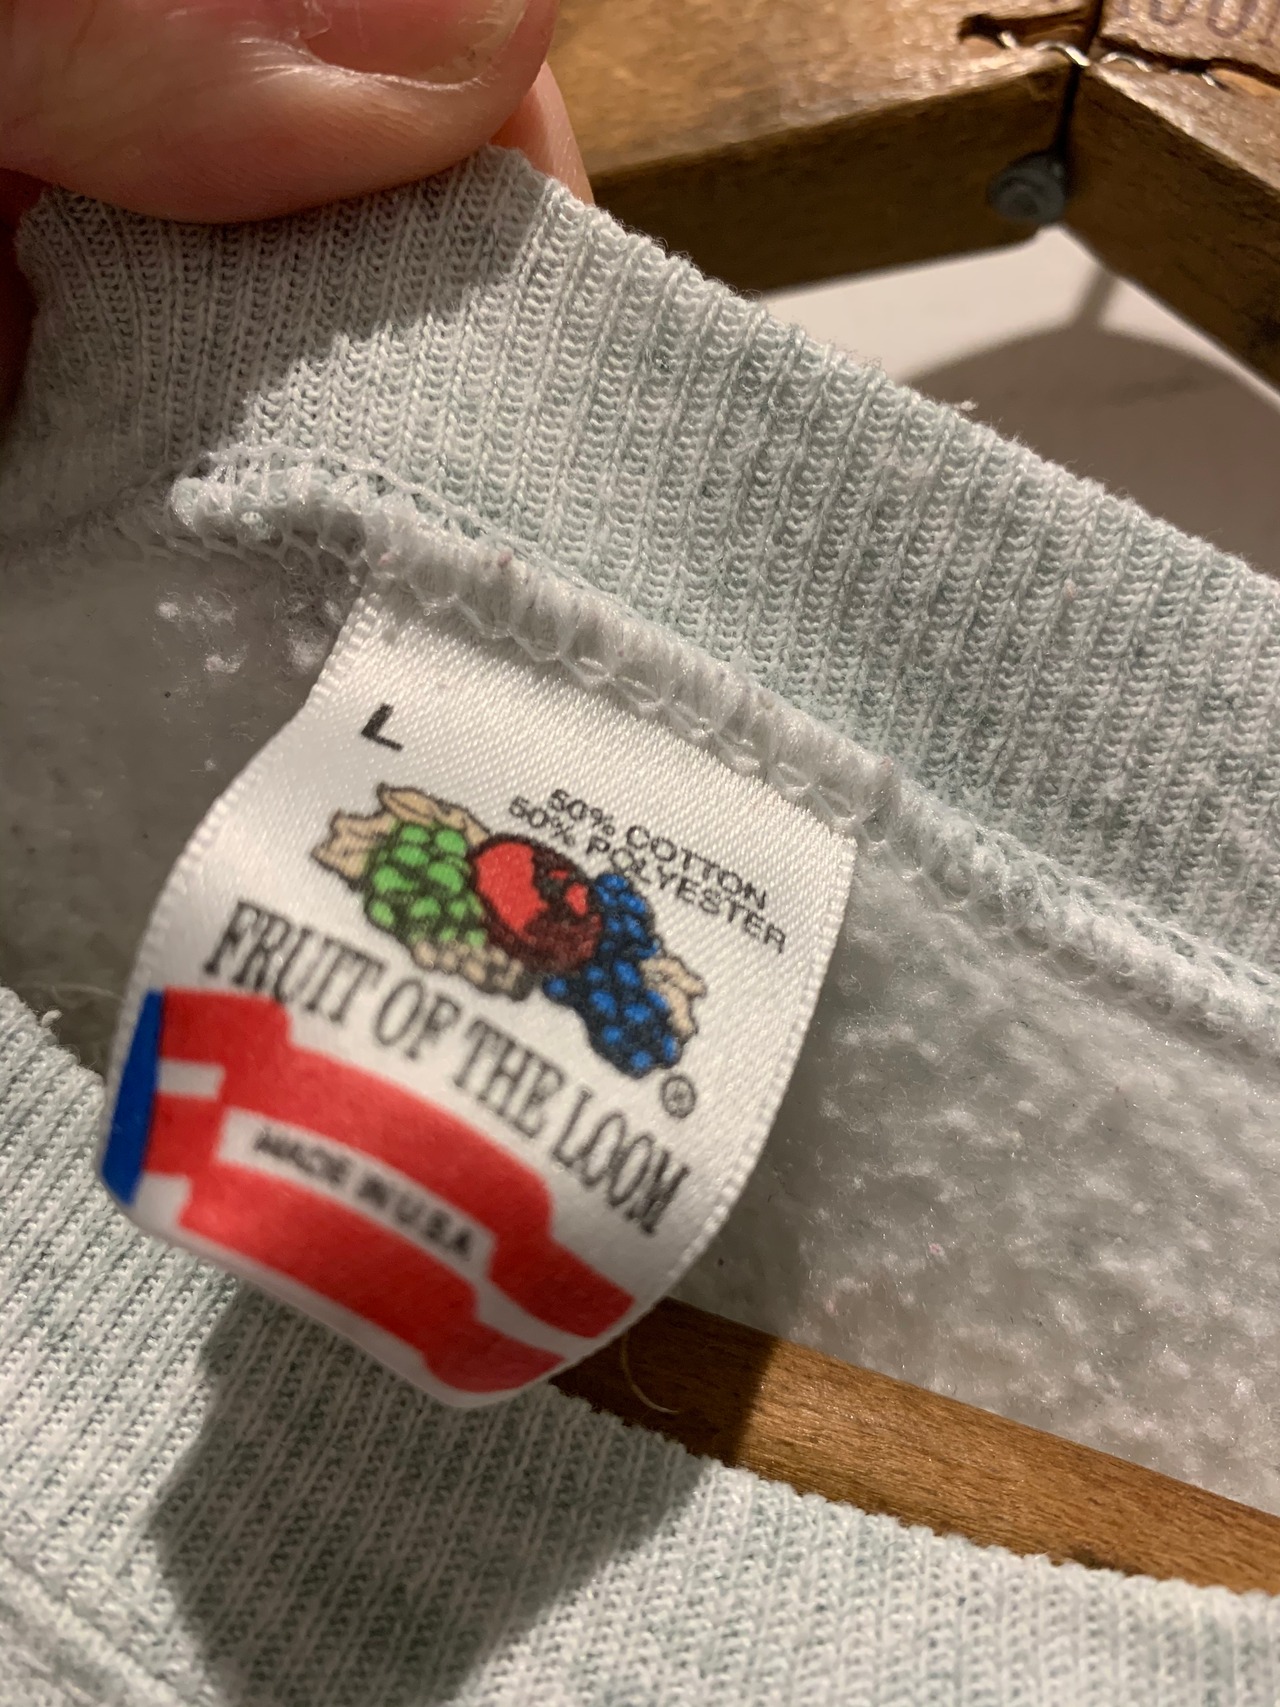 L
50% COTTON
50% POLYESTER
FRUIT OF THE LOOM
®
MADE IN U.S.A.